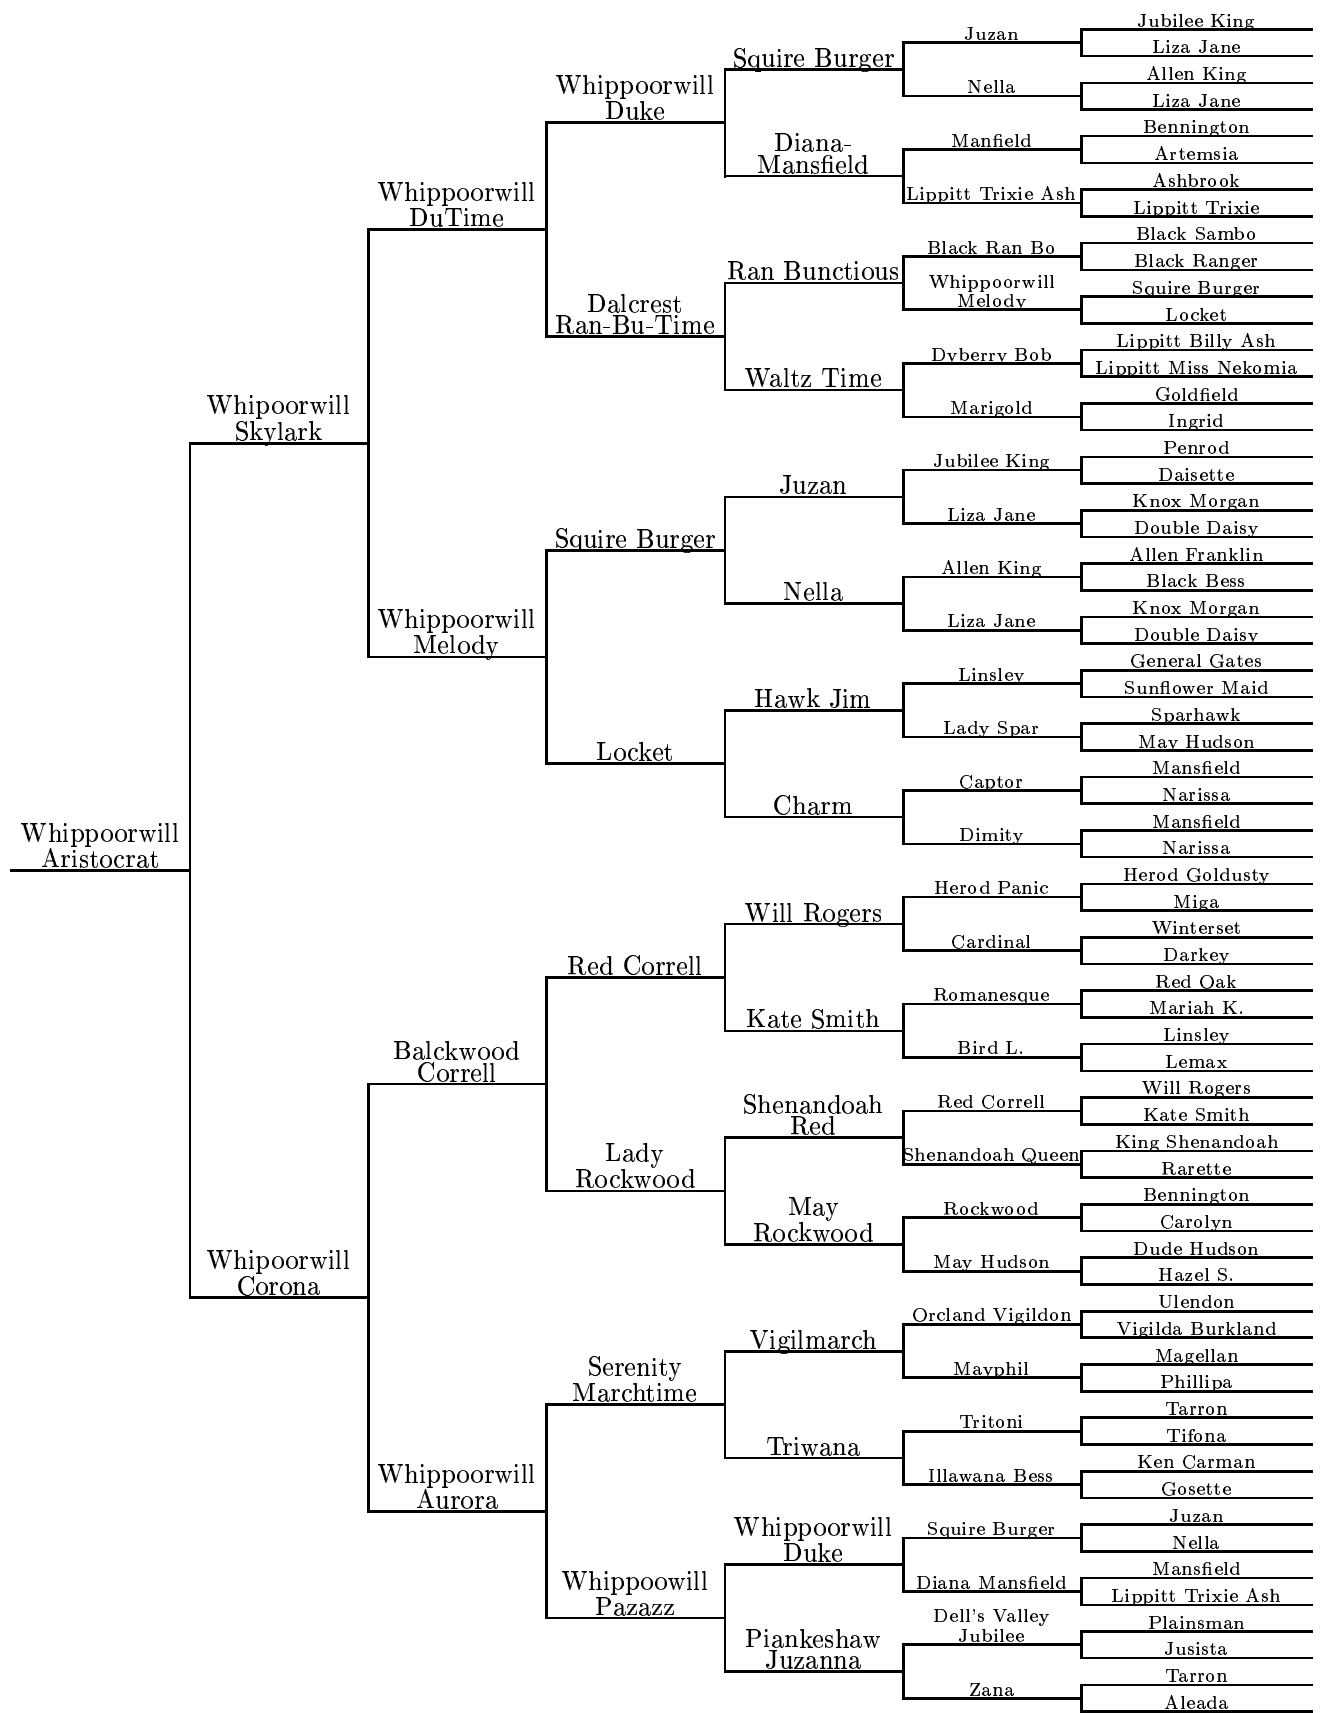 Jubilee King
Juzan
Liza Jane
Squire Burger
Allen King
Nella
Liza Jane
Whippoorwill
Duke
Bennington
Manfield
Artemsia
Diana-
Mansfield
Ashbrook
Lippitt Trixie Ash
Lippitt Trixie
Whippoorwill
DuTime
Black Sambo
Black Ran Bo
Black Ranger
Ran Bunctious
Squire Burger
Whippoorwill
Melody
Locket
Dalcrest
Ran-Bu-Time
Lippitt Billy Ash
Dyberry Bob
Lippitt Miss Nekomia
Waltz Time
Goldfield
Marigold
Ingrid
Whipoorwill
Skylark
Penrod
Jubilee King
Daisette
Juzan
Knox Morgan
Liza Jane
Double Daisy
Squire Burger
Allen Franklin
Allen King
Black Bess
Nella
Knox Morgan
Liza Jane
Double Daisy
Whippoorwill
Melody
General Gates
Linsley
Sunflower Maid
Hawk Jim
Sparhawk
Lady Spar
May Hudson
Locket
Mansfield
Captor
Narissa
Charm
Mansfield
Dimity
Narissa
Whippoorwill
Aristocrat
Herod Goldusty
Herod Panic
Miga
Will Rogers
Winterset
Cardinal
Darkey
Red Correll
Red Oak
Romanesque
Mariah K.
Kate Smith
Linsley
Bird L.
Lemax
Balckwood
Correll
Will Rogers
Red Correll
Kate Smith
Shenandoah
Red
King Shenandoah
Shenandoah Queen
Rarette
Lady
Rockwood
Bennington
Rockwood
Carolyn
May
Rockwood
Dude Hudson
May Hudson
Hazel S.
Whipoorwill
Corona
Ulendon
Orcland Vigildon
Vigilda Burkland
Vigilmarch
Magellan
Mayphil
Phillipa
Serenity
Marchtime
Tarron
Tritoni
Tifona
Triwana
Ken Carman
Illawana Bess
Gosette
Whippoorwill
Aurora
Juzan
Squire Burger
Nella
Whippoorwill
Duke
Mansfield
Diana Mansfield
Lippitt Trixie Ash
Whippoowill
Pazazz
Plainsman
Dell's Valley
Jubilee
Jusista
Piankeshaw
Juzanna
Tarron
Zana
Aleada